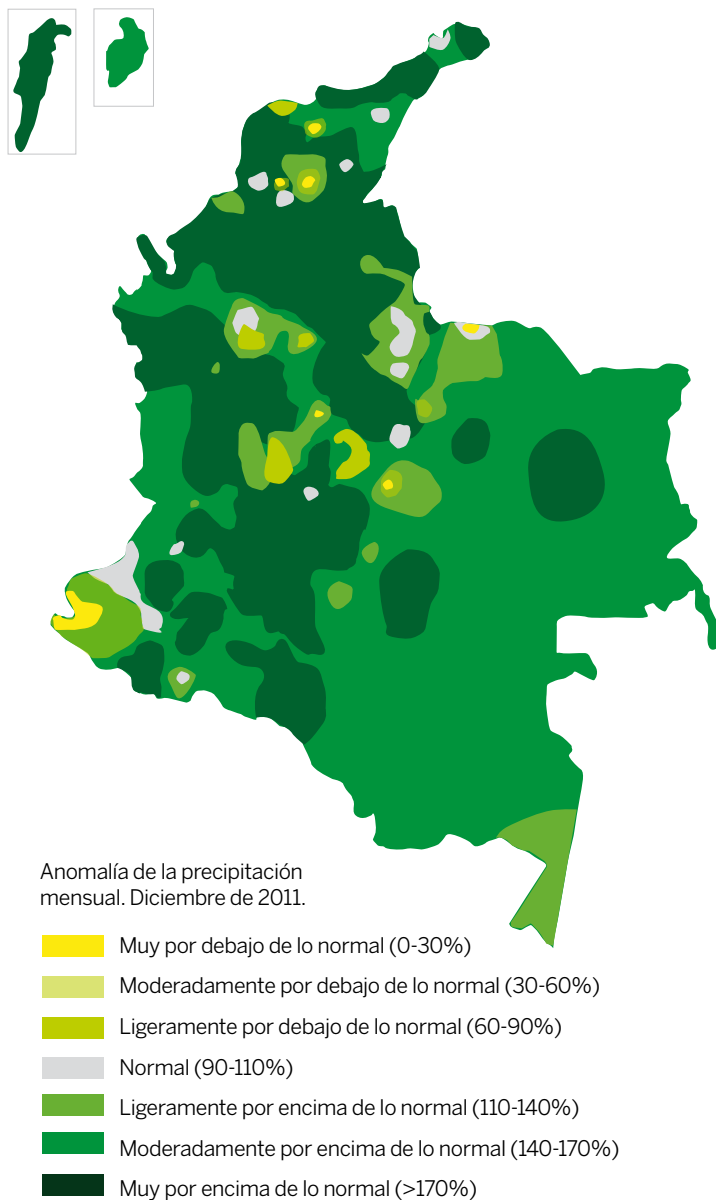 Anomalía de la precipitación
mensual. Diciembre de 2011.
Muy por debajo de lo normal (0-30%)
Moderadamente por debajo de lo normal (30-60%)
Ligeramente por debajo de lo normal (60-90%)
Normal (90-110%)
Ligeramente por encima de lo normal (110-140%)
Moderadamente por encima de lo normal (140-170%)
Muy por encima de lo normal (>170%)